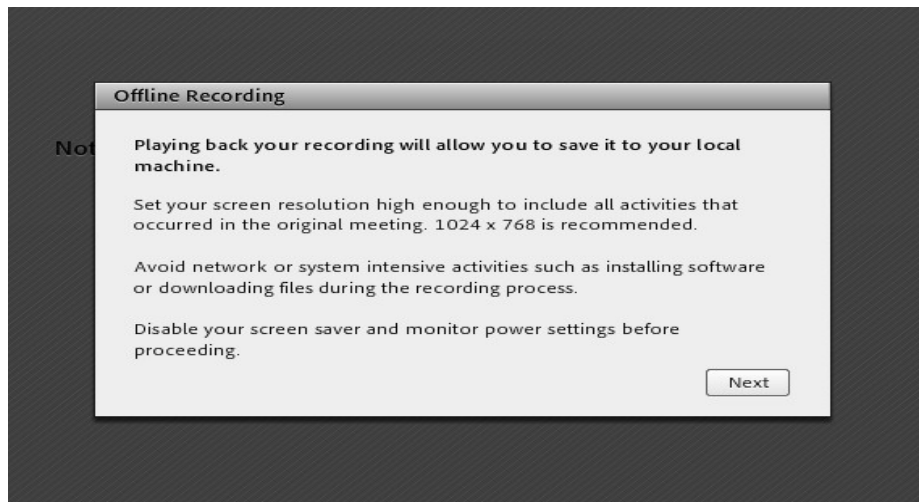 Offline Recording
Not
Playing back your recording will allow you to save it to your local
machine.
Set your screen resolution high enough to include all activities that
occurred in the original meeting. 1024 x 768 is recommended.
Avoid network or system intensive activities such as installing software
or downloading files during the recording process.
Disable your screen saver and monitor power settings before
proceeding.
Next